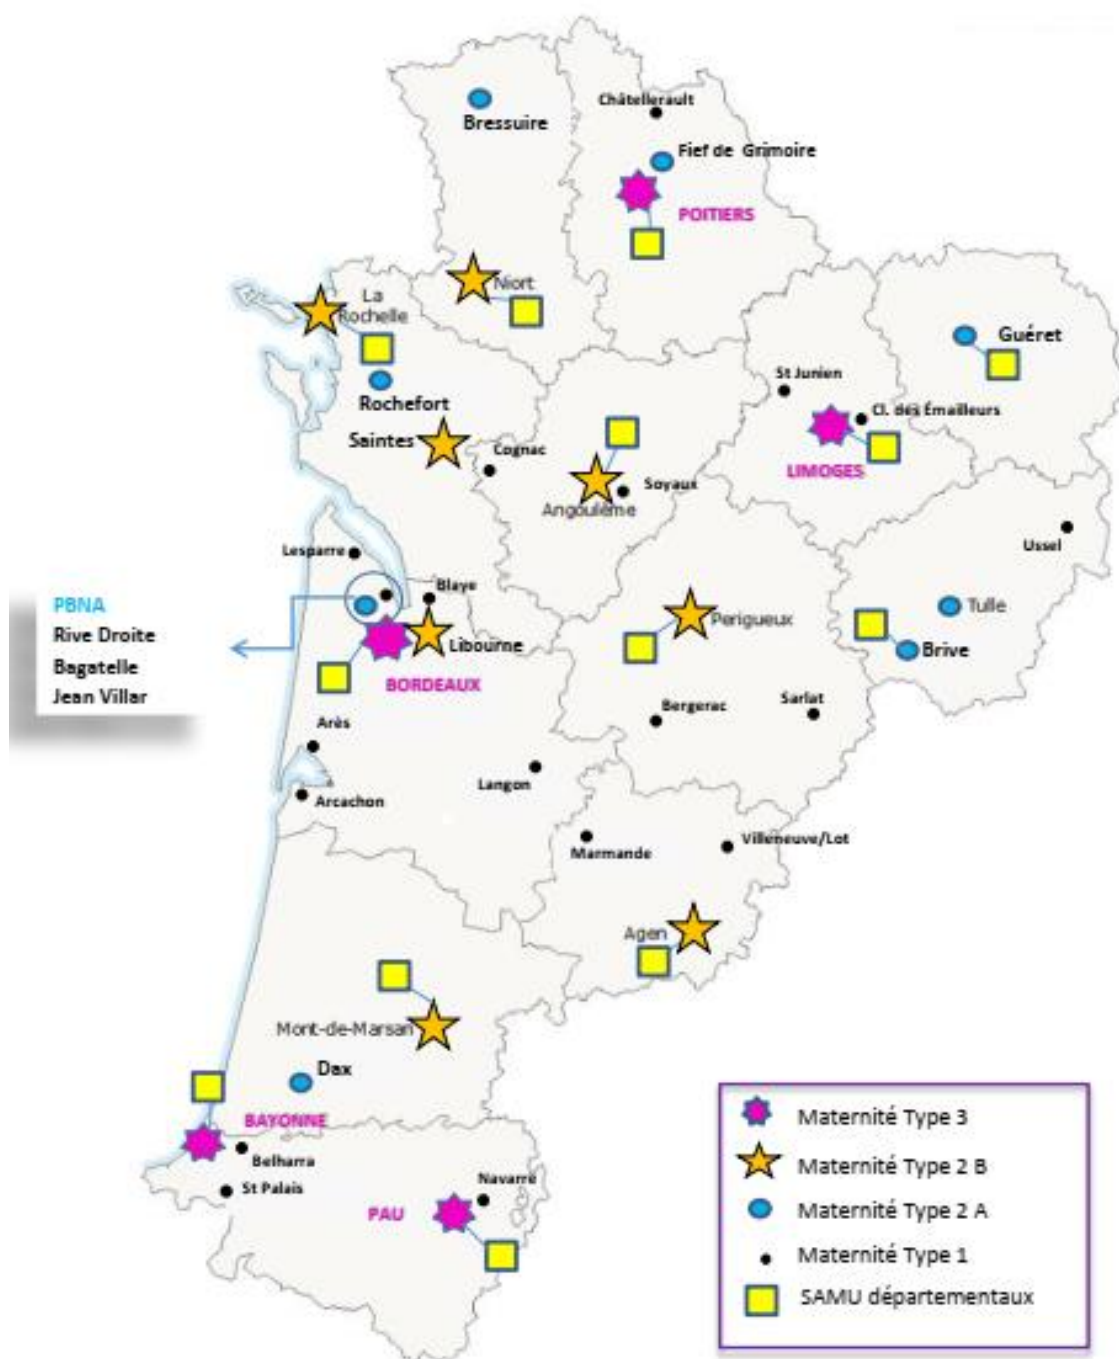 Bressuire
Châtellerault
Fief de Grimoire
POITIERS
Niort
La
Rochelle
Rochefort
Saintes
Guéret
St Junien
Cl. des Émailleurs
LIMOGES
Cognac
Soyaux
Angoulème
Ussel
Lesparre
Blaye
Libourne
BORDEAUX
PBNA
Rive Droite
Bagatelle
Jean Villar
Perigueux
Tulle
Brive
Bergerac
Sarlat
Arès
Arcachon
Langon
Marmande
Villeneuve/Lot
Agen
Mont-de-Marsan
Dax
BAYONNE
Belharra
St Palais
Navarre
PAU
Maternité Type 3
Maternité Type 2 B
Maternité Type 2 A
Maternité Type 1
SAMU départementaux